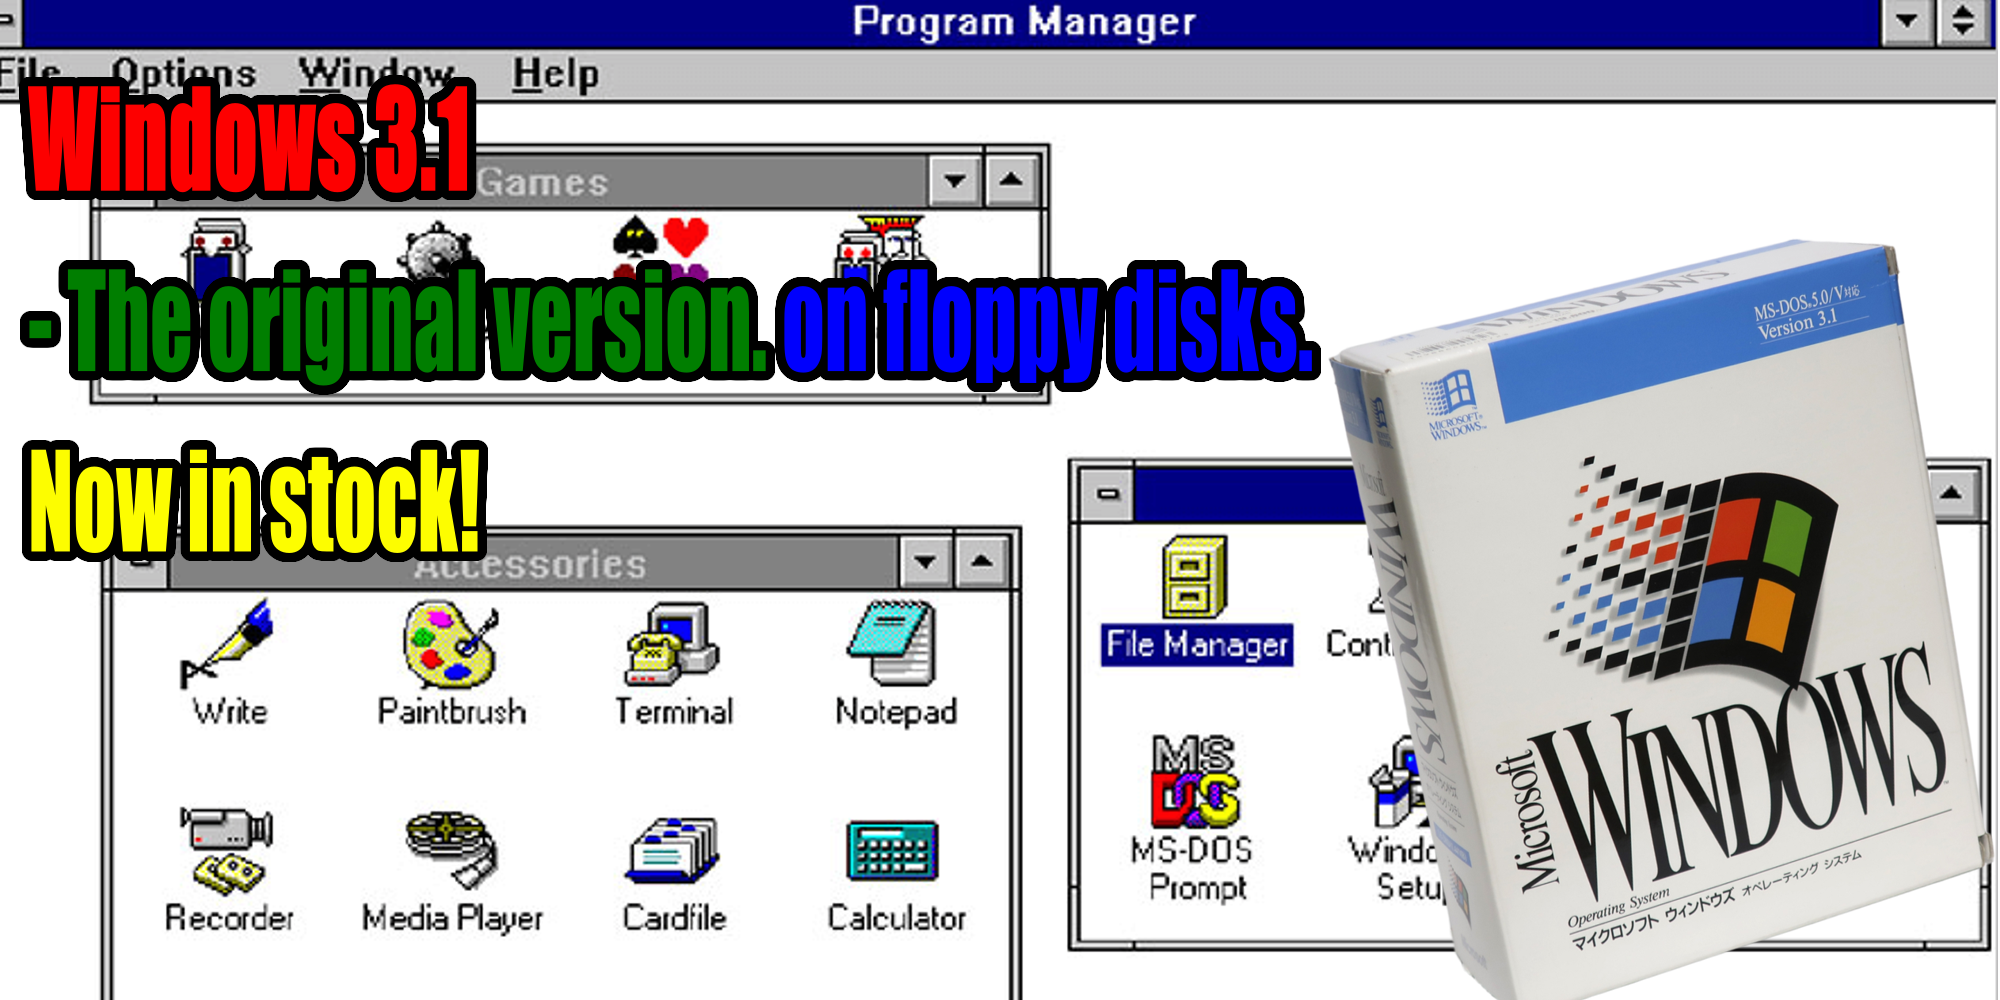 Program Manager
File Options Window Help
Windows 3.1
Games
- The original version. on floppy disks.
Now in stock!
Accessories
Write Paintbrush Terminal Notepad
Recorder Media Player Cardfile Calculator
File Manager
MS-DOS
Prompt
WINDOWS
MS-DOS 5.0/V対応
Version 3.1
MICROSOFT
WINDOWS
WINDOWS
Microsoft WINDOWS
Operating System
マイクロソフト ウィンドウズ オペレーティング システム